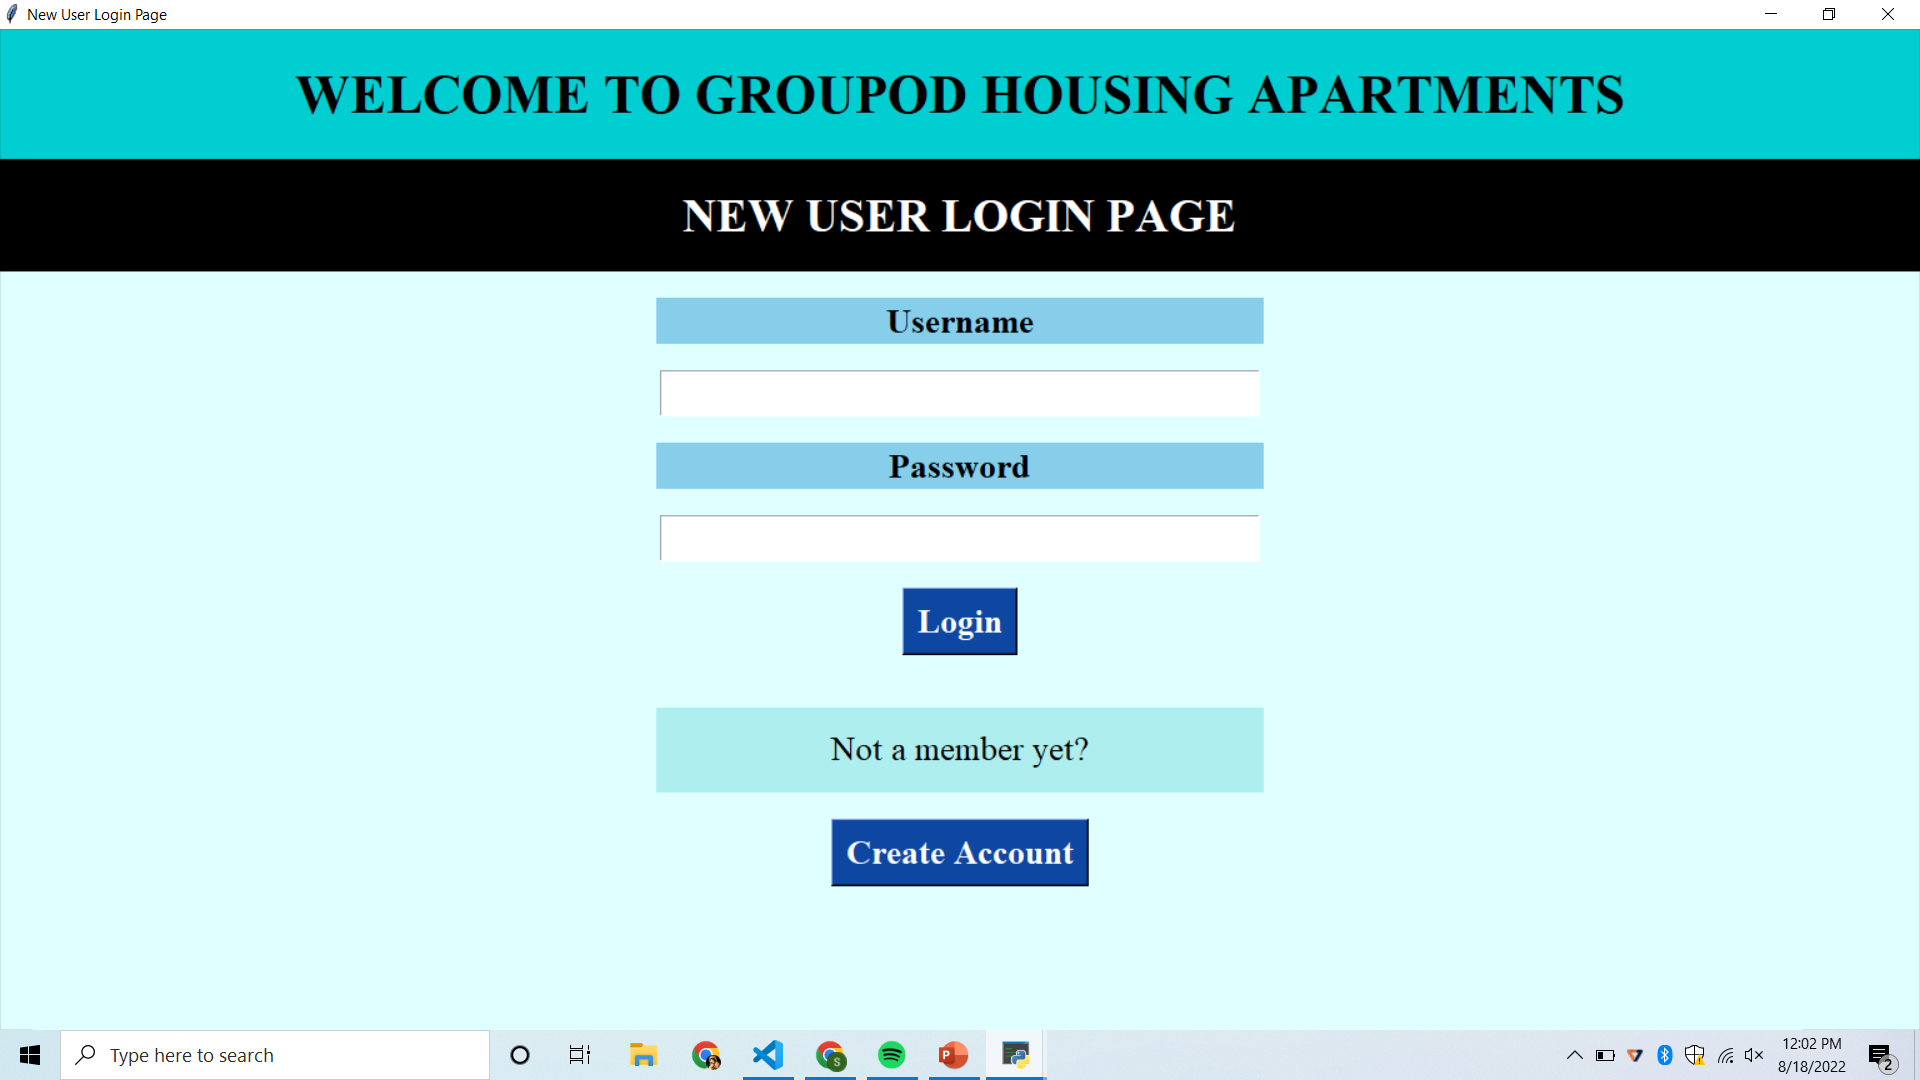 New User Login Page
WELCOME TO GROUPOD HOUSING APARTMENTS
NEW USER LOGIN PAGE
Username
Password
Login
Not a member yet?
Create Account
Type here to search
S
P
12:02 PM
8/18/2022
2